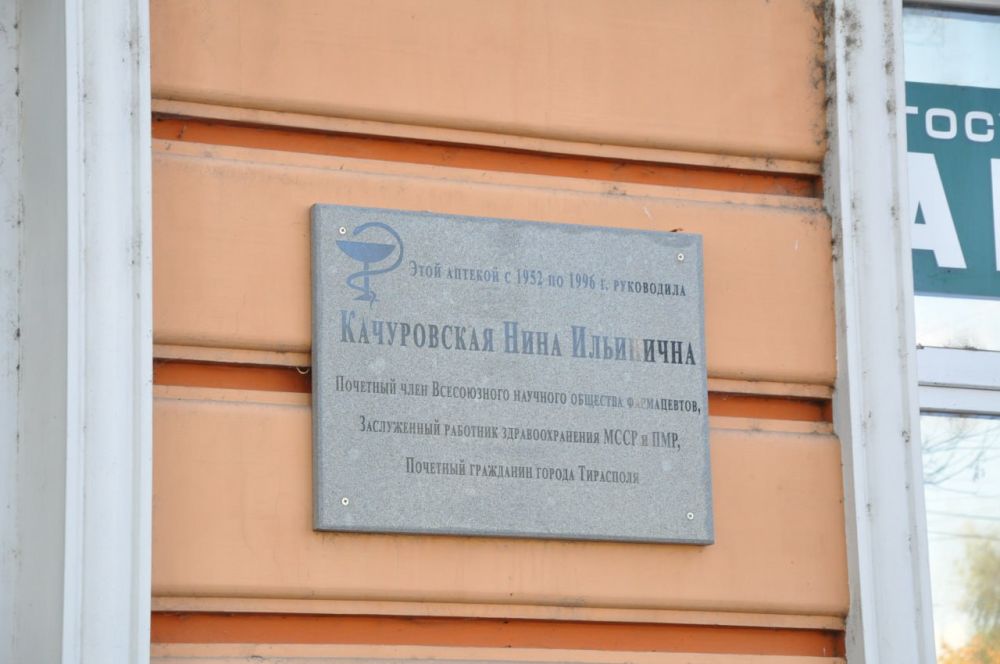 Этой аптекой с 1952 по 1996 г. руководила
Качуровская Нина Ильинична
Почетный член Всесоюзного научного общества фармацевтов,
Заслуженный работник здравоохранения МССР и ПМР,
Почетный гражданин города Тирасполя